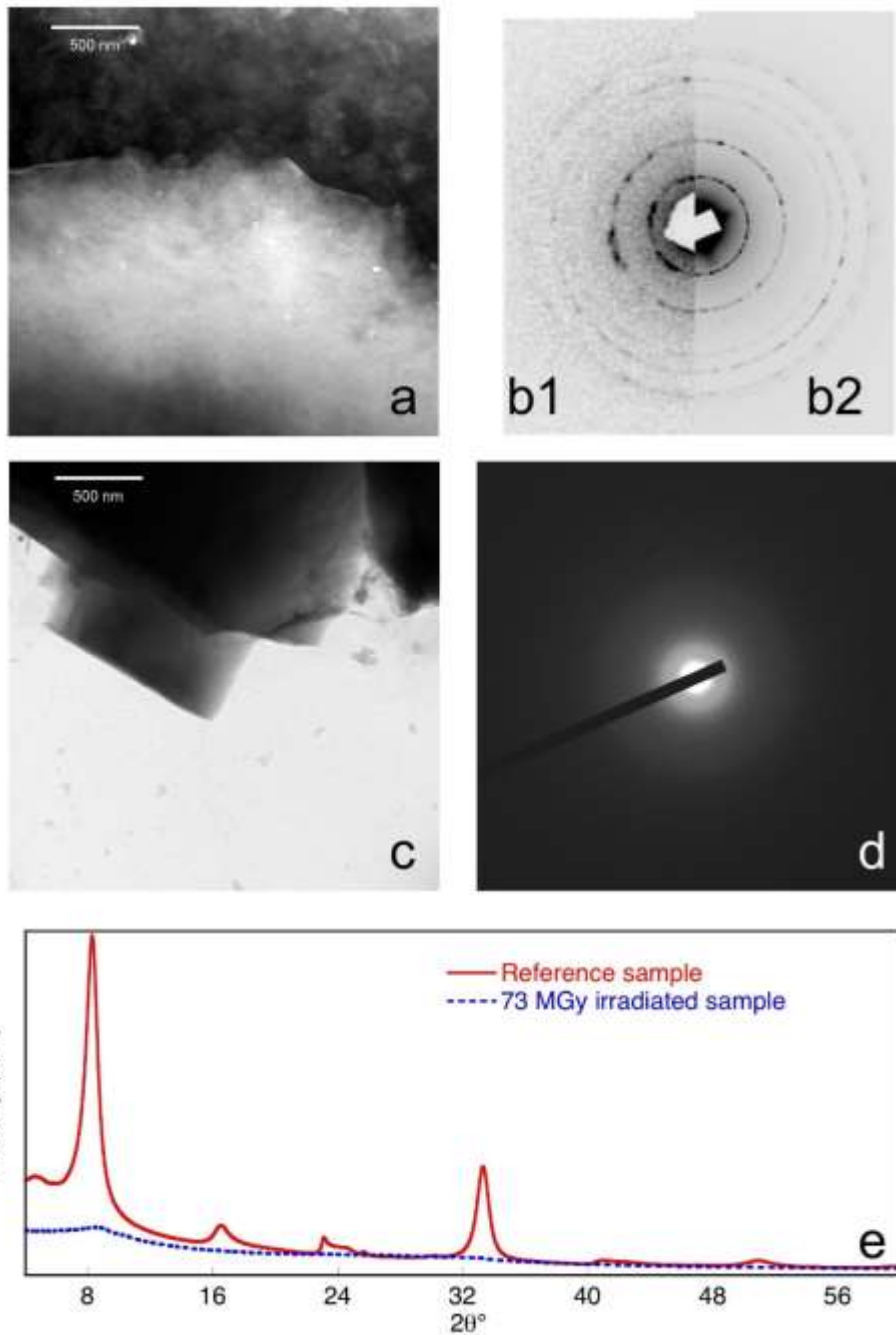 500 nm
a
b1
b2
500 nm
c
d
Reference sample
73 MGy irradiated sample
e
8 16 24 32 40 48 56
2θ°